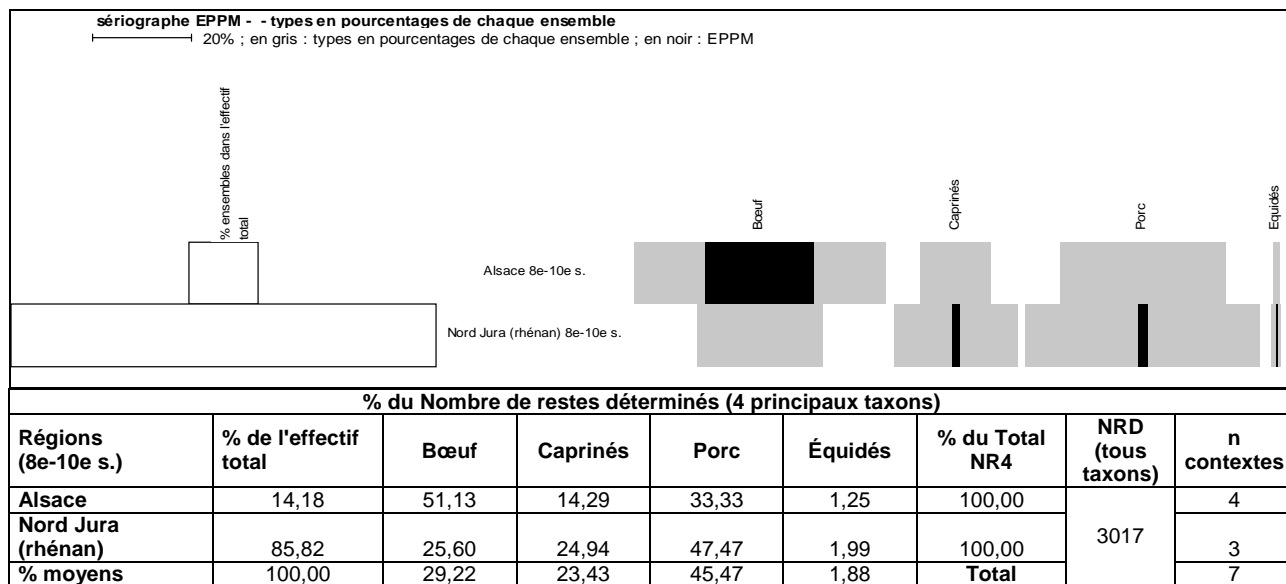 sériographe EPPM - - types en pourcentages de chaque ensemble
20% ; en gris : types en pourcentages de chaque ensemble ; en noir : EPPM
% ensembles dans l'effectif
total
Bœuf
Caprinés
Porc
Equidés
Alsace 8e-10e s.
Nord Jura (rhénan) 8e-10e s.
% du Nombre de restes déterminés (4 principaux taxons)
Régions (8e-10e s.) % de l'effectif total Bœuf Caprinés Porc Équidés % du Total NR4 NRD (tous taxons) n contextes
Alsace 14,18 51,13 14,29 33,33 1,25 100,00 3017 4
Nord Jura (rhénan) 85,82 25,60 24,94 47,47 1,99 100,00 3
% moyens 100,00 29,22 23,43 45,47 1,88 Total 7